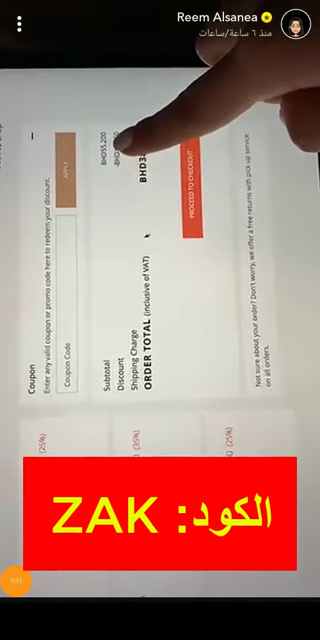 Reem Alsanea
منذ ٦ ساعة/ساعات
Coupon
Enter any valid coupon or promo code here to redeem your discount.
Coupon Code
APPLY
Subtotal BHD55.200
Discount
Shipping Charge
ORDER TOTAL (inclusive of VAT)
PROCEED TO CHECKOUT
Not sure about your order? Don't worry, we offer a free returns with pick up service
on all orders.
(25%)
(35%)
(25%)
الكود: ZAK